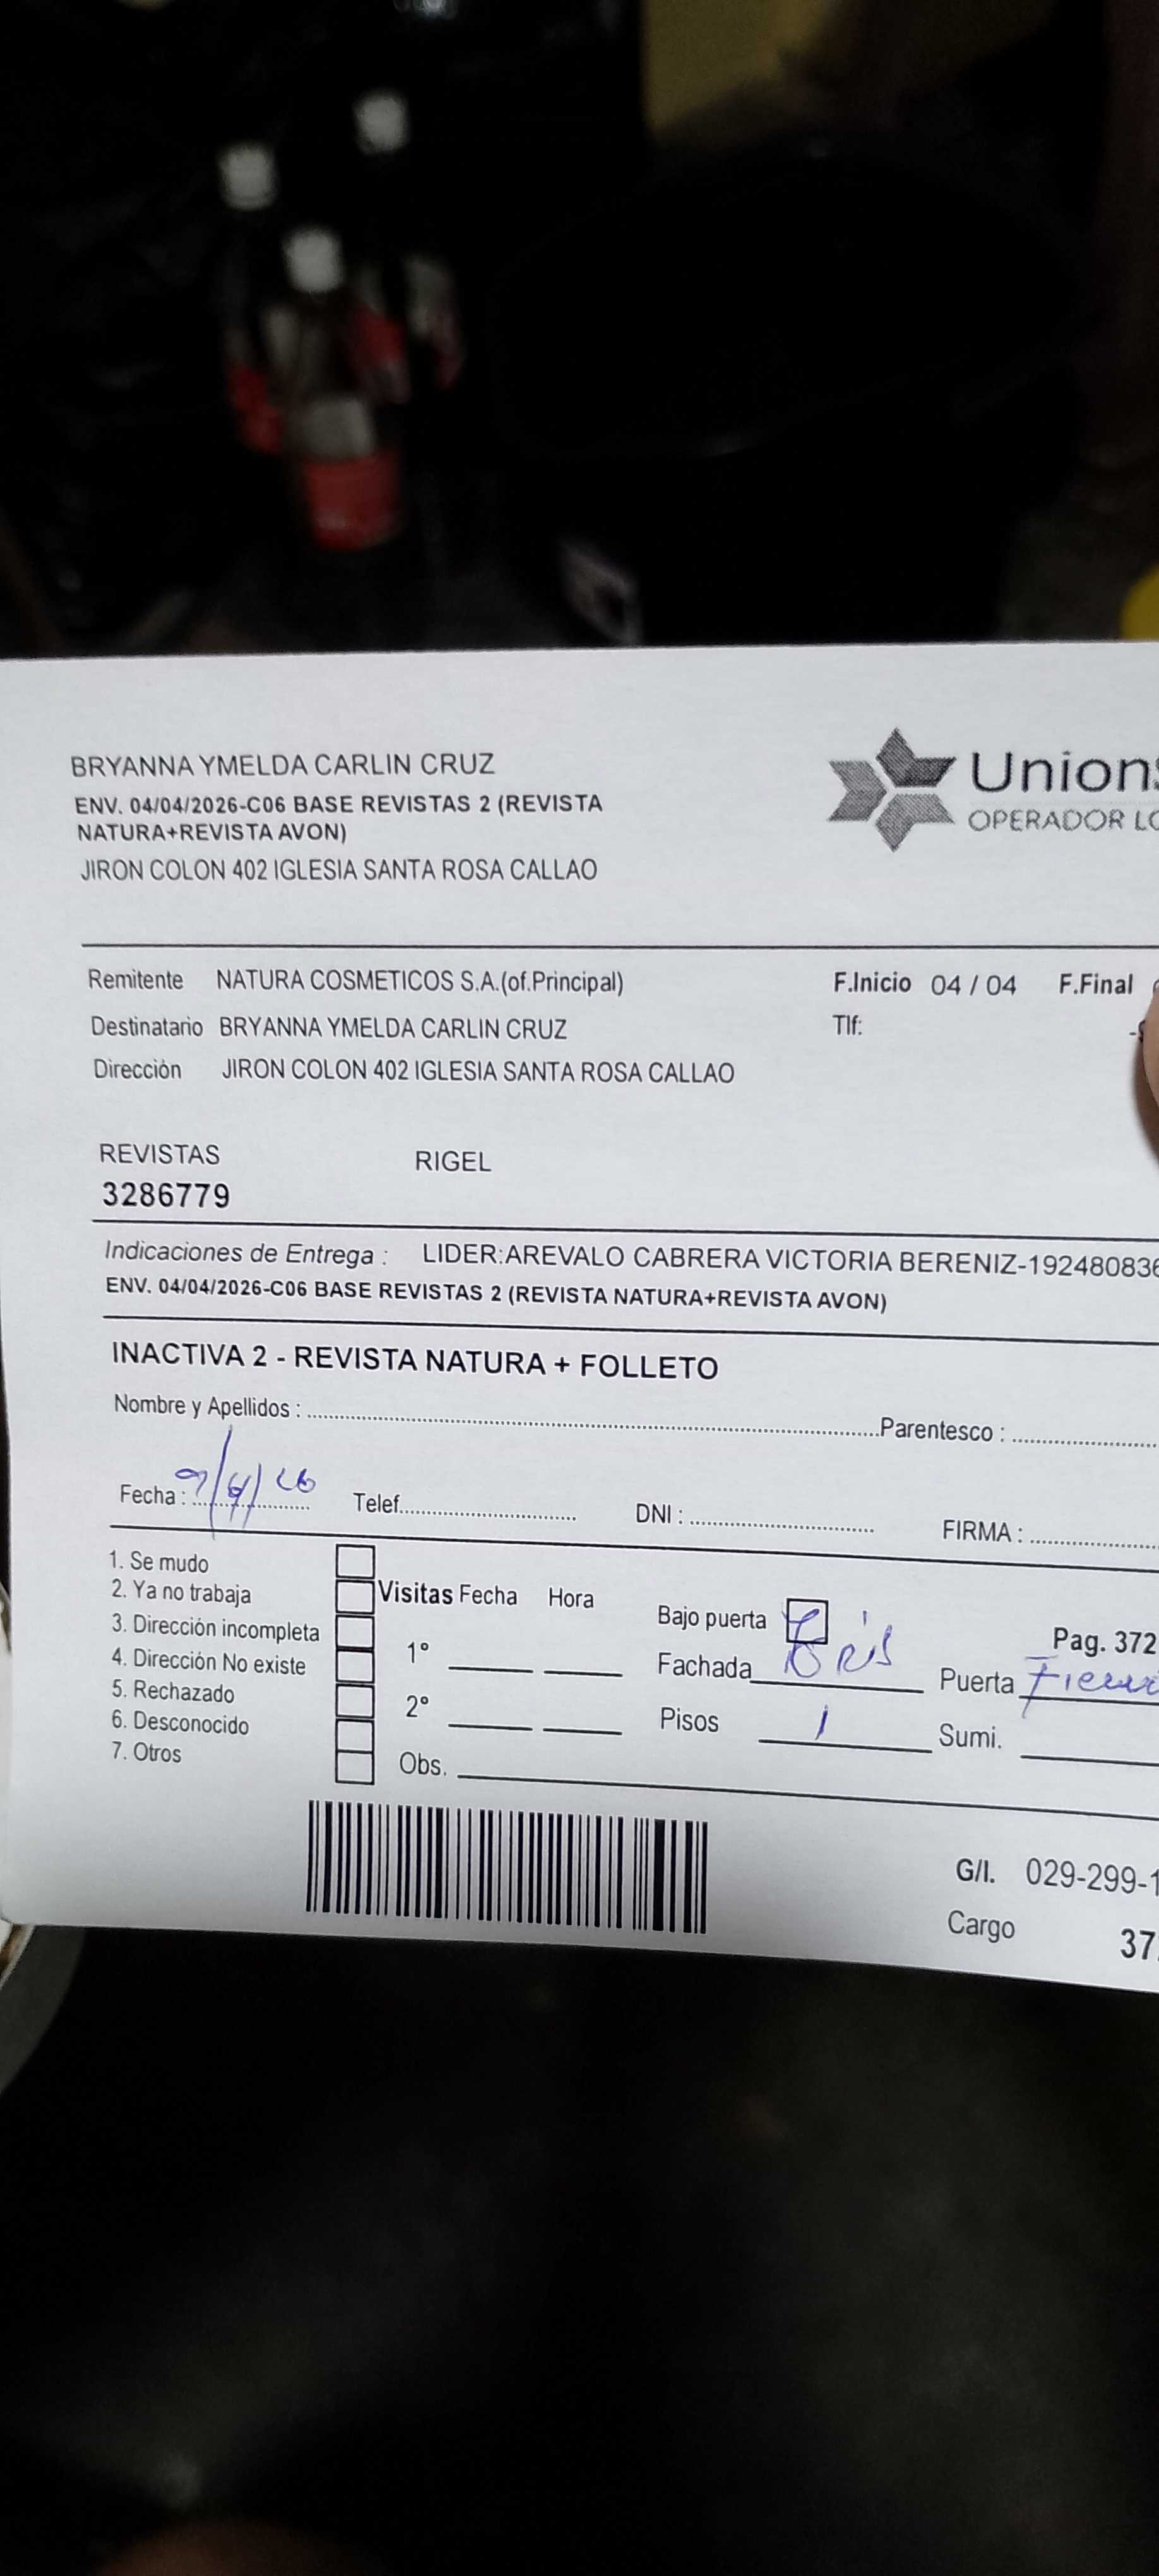 BRYANNA YMELDA CARLIN CRUZ
ENV. 04/04/2026-C06 BASE REVISTAS 2 (REVISTA
NATURA+REVISTA AVON)
JIRON COLON 402 IGLESIA SANTA ROSA CALLAO
Union
OPERADOR
Remitente NATURA COSMETICOS S.A.(of.Principal)
F.Inicio 04 / 04 F.Final
Destinatario BRYANNA YMELDA CARLIN CRUZ
Tlf:
Dirección JIRON COLON 402 IGLESIA SANTA ROSA CALLAO
REVISTAS RIGEL
3286779
Indicaciones de Entrega : LIDER:AREVALO CABRERA VICTORIA BERENIZ-192480836
ENV. 04/04/2026-C06 BASE REVISTAS 2 (REVISTA NATURA+REVISTA AVON)
INACTIVA 2 - REVISTA NATURA + FOLLETO
Nombre y Apellidos : Parentesco :
Fecha : 9/4/26 Telef. DNI : FIRMA :
1. Se mudo
2. Ya no trabaja
3. Dirección incompleta
4. Dirección No existe
5. Rechazado
6. Desconocido
7. Otros
Visitas Fecha Hora
1°
2°
Obs.
Bajo puerta
Fachada
Pisos 1
Pag. 372
Puerta
Sumi.
G/I. 029-299-1
Cargo 37